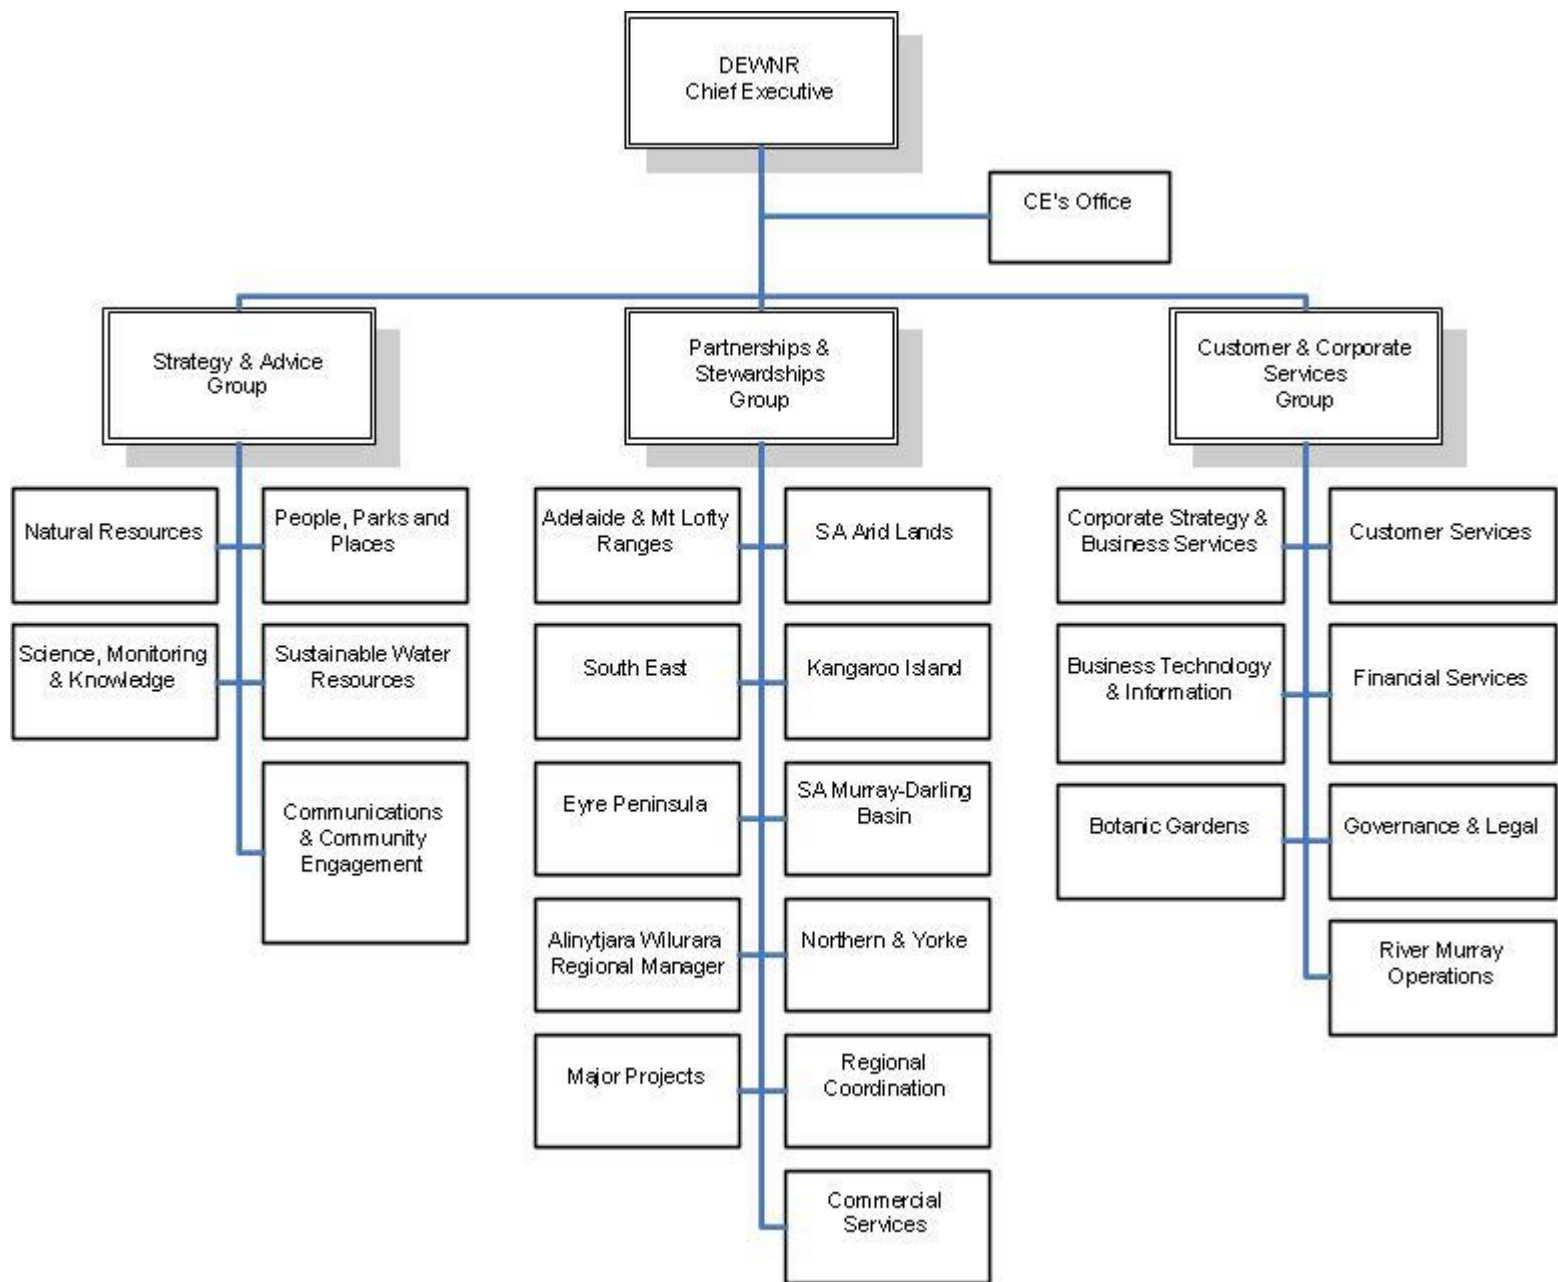 DEWNR
Chief Executive
CE's Office
Strategy & Advice
Group
Partnerships &
Stewardships
Group
Customer & Corporate
Services
Group
Natural Resources
People, Parks and
Places
Science, Monitoring
& Knowledge
Sustainable Water
Resources
Communications
& Community
Engagement
Adelaide & Mt Lofty
Ranges
SA Arid Lands
South East
Kangaroo Island
Eyre Peninsula
SA Murray-Darling
Basin
Alinytjara Wilurara
Regional Manager
Northern & Yorke
Major Projects
Regional
Coordination
Commercial
Services
Corporate Strategy &
Business Services
Customer Services
Business Technology
& Information
Financial Services
Botanic Gardens
Governance & Legal
River Murray
Operations